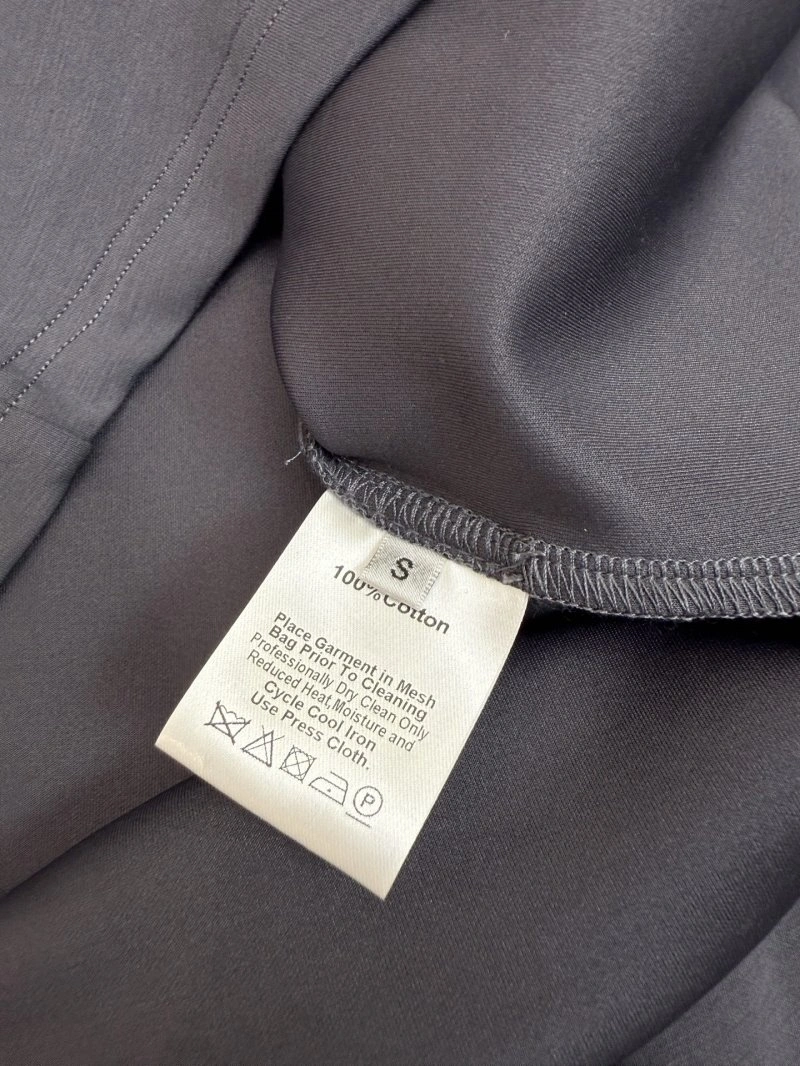 S
100%Cotton
Place Garment in Mesh
Bag Prior To Cleaning
Professionally Dry Clean Only
Reduced Heat,Moisture and
Cycle Cool Iron
Use Press Cloth.
P